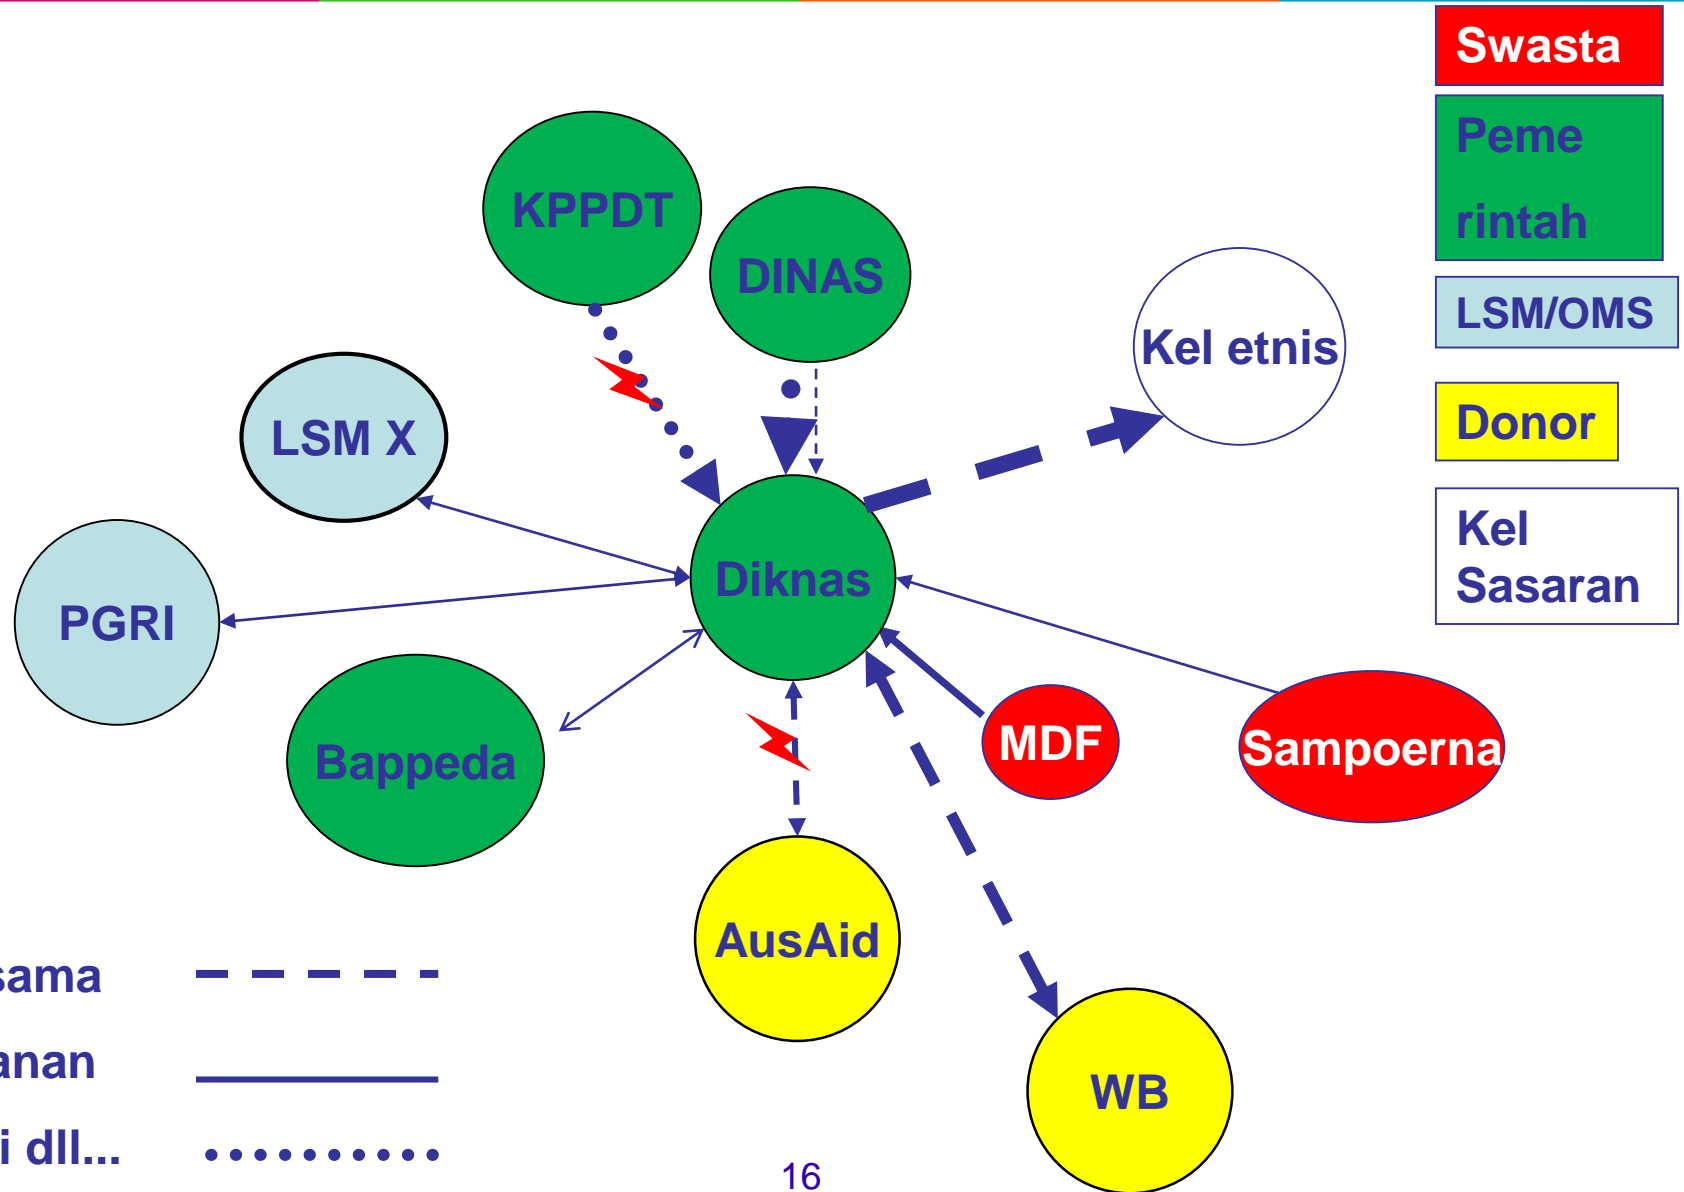 Swasta
Peme
rintah
KPPDT
DINAS
LSM/OMS
Kel etnis
Donor
LSM X
Kel
Sasaran
Diknas
PGRI
MDF
Sampoerna
Bappeda
AusAid
sama
anan
WB
i dll...
16